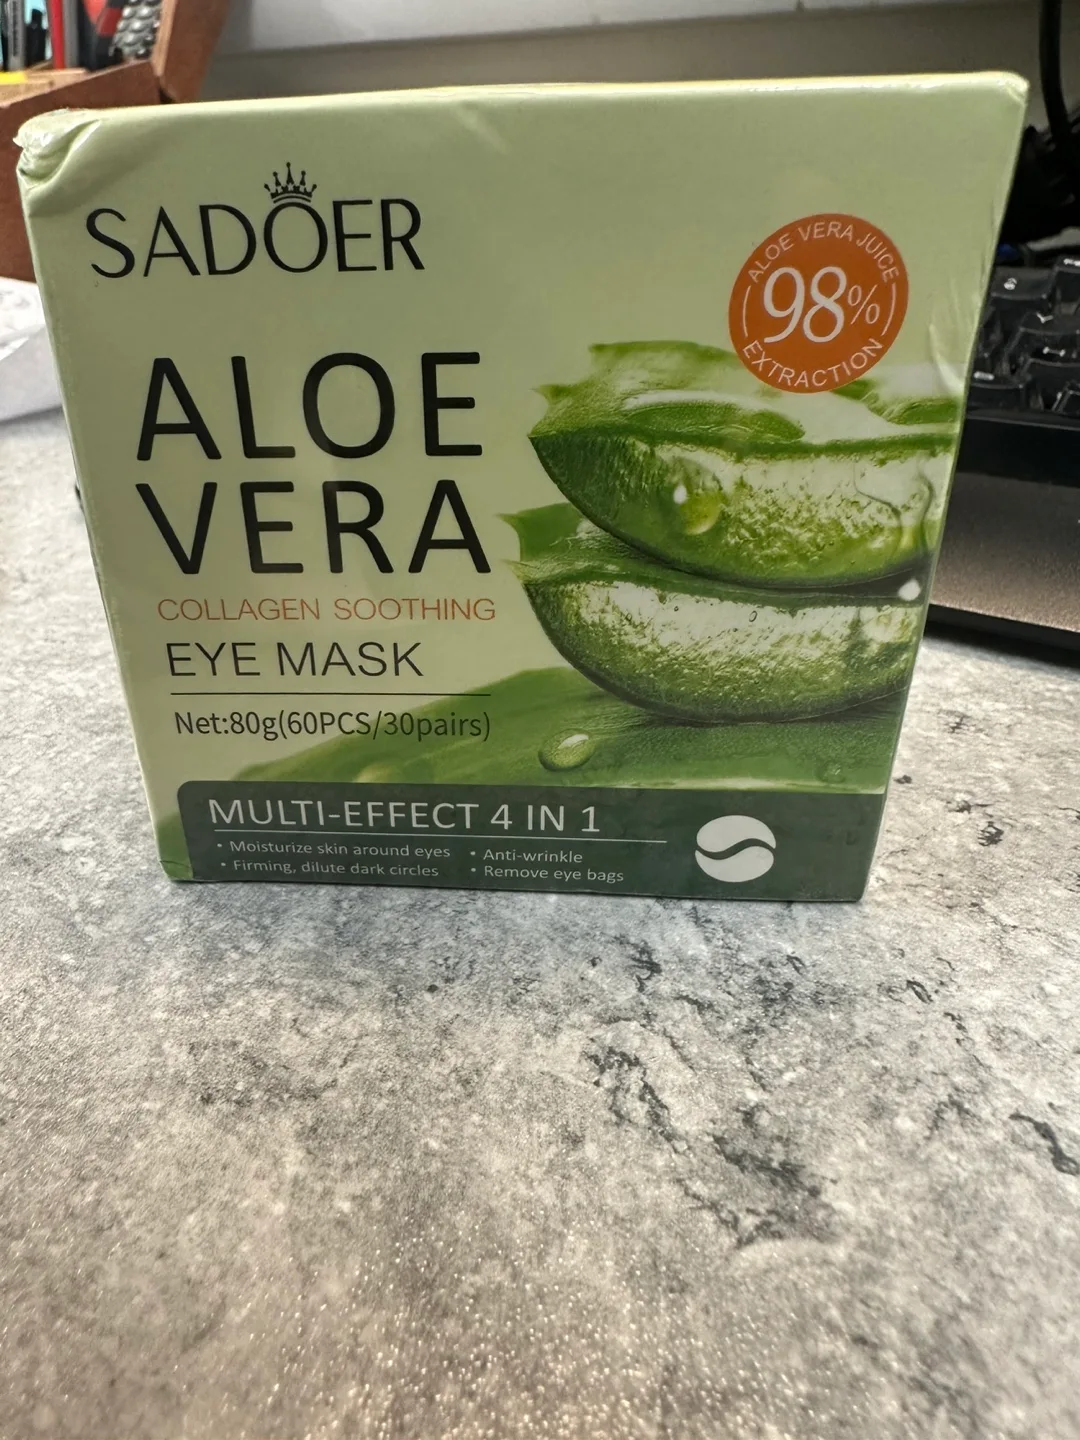 SADOER
ALOE VERA JUICE
98%
EXTRACTION
ALOE
VERA
COLLAGEN SOOTHING
EYE MASK
Net:80g(60PCS/30pairs)
MULTI-EFFECT 4 IN 1
• Moisturize skin around eyes • Anti-wrinkle
• Firming, dilute dark circles • Remove eye bags